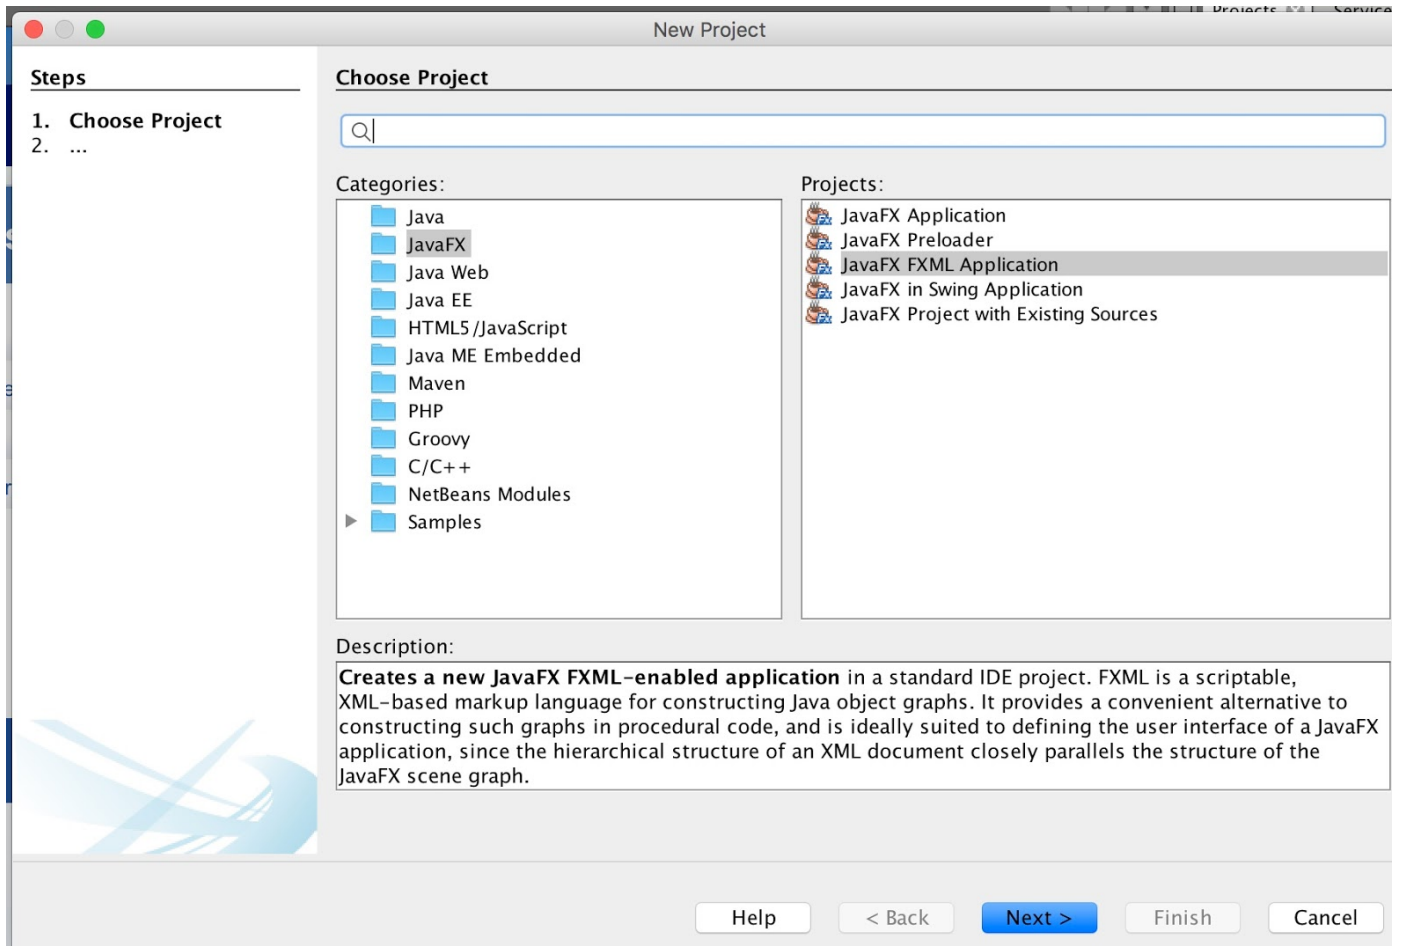 Projects
Service
New Project
Steps
1. Choose Project
2. ...
Choose Project
Categories:
Java
JavaFX
Java Web
Java EE
HTML5/JavaScript
Java ME Embedded
Maven
PHP
Groovy
C/C++
NetBeans Modules
Samples
Projects:
JavaFX Application
JavaFX Preloader
JavaFX FXML Application
JavaFX in Swing Application
JavaFX Project with Existing Sources
Description:
Creates a new JavaFX FXML-enabled application in a standard IDE project. FXML is a scriptable,
XML-based markup language for constructing Java object graphs. It provides a convenient alternative to
constructing such graphs in procedural code, and is ideally suited to defining the user interface of a JavaFX
application, since the hierarchical structure of an XML document closely parallels the structure of the
JavaFX scene graph.
Help
< Back
Next >
Finish
Cancel